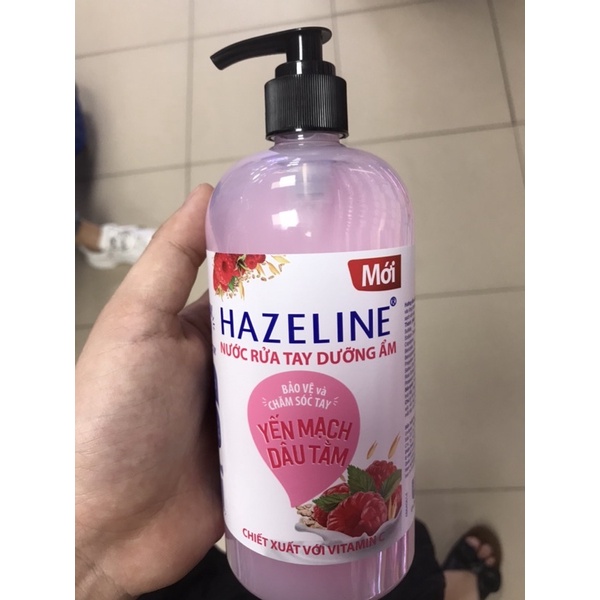 Mới
HAZELINE®
NƯỚC RỬA TAY DƯỠNG ẨM
BẢO VỆ và
CHĂM SÓC TAY
YẾN MẠCH
DÂU TẰM
CHIẾT XUẤT VỚI VITAMIN C